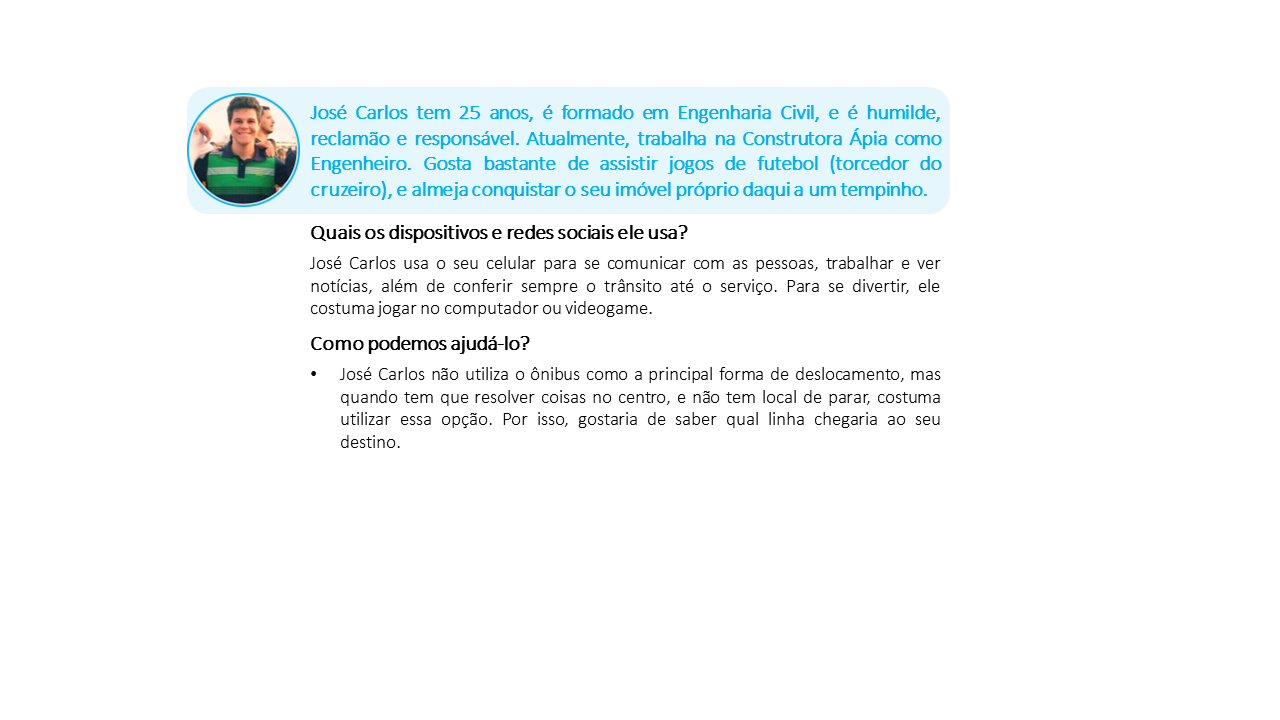 José Carlos tem 25 anos, é formado em Engenharia Civil, e é humilde,
reclamão e responsável. Atualmente, trabalha na Construtora Ápia como
Engenheiro. Gosta bastante de assistir jogos de futebol (torcedor do
cruzeiro), e almeja conquistar o seu imóvel próprio daqui a um tempinho.
Quais os dispositivos e redes sociais ele usa?
José Carlos usa o seu celular para se comunicar com as pessoas, trabalhar e ver
notícias, além de conferir sempre o trânsito até o serviço. Para se divertir, ele
costuma jogar no computador ou videogame.
Como podemos ajudá-lo?
• José Carlos não utiliza o ônibus como a principal forma de deslocamento, mas
quando tem que resolver coisas no centro, e não tem local de parar, costuma
utilizar essa opção. Por isso, gostaria de saber qual linha chegaria ao seu
destino.